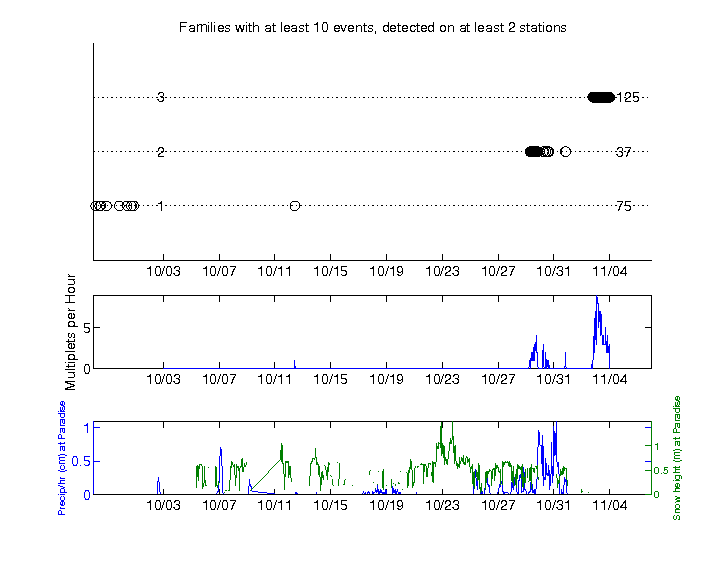 Families with at least 10 events, detected on at least 2 stations
3 125
2 37
1 75
10/03 10/07 10/11 10/15 10/19 10/23 10/27 10/31 11/04
Multiplets per Hour
5
0
10/03 10/07 10/11 10/15 10/19 10/23 10/27 10/31 11/04
Precip/hr (cm) at Paradise
1
0.5
0
Snow height (m) at Paradise
1
0.5
0
10/03 10/07 10/11 10/15 10/19 10/23 10/27 10/31 11/04